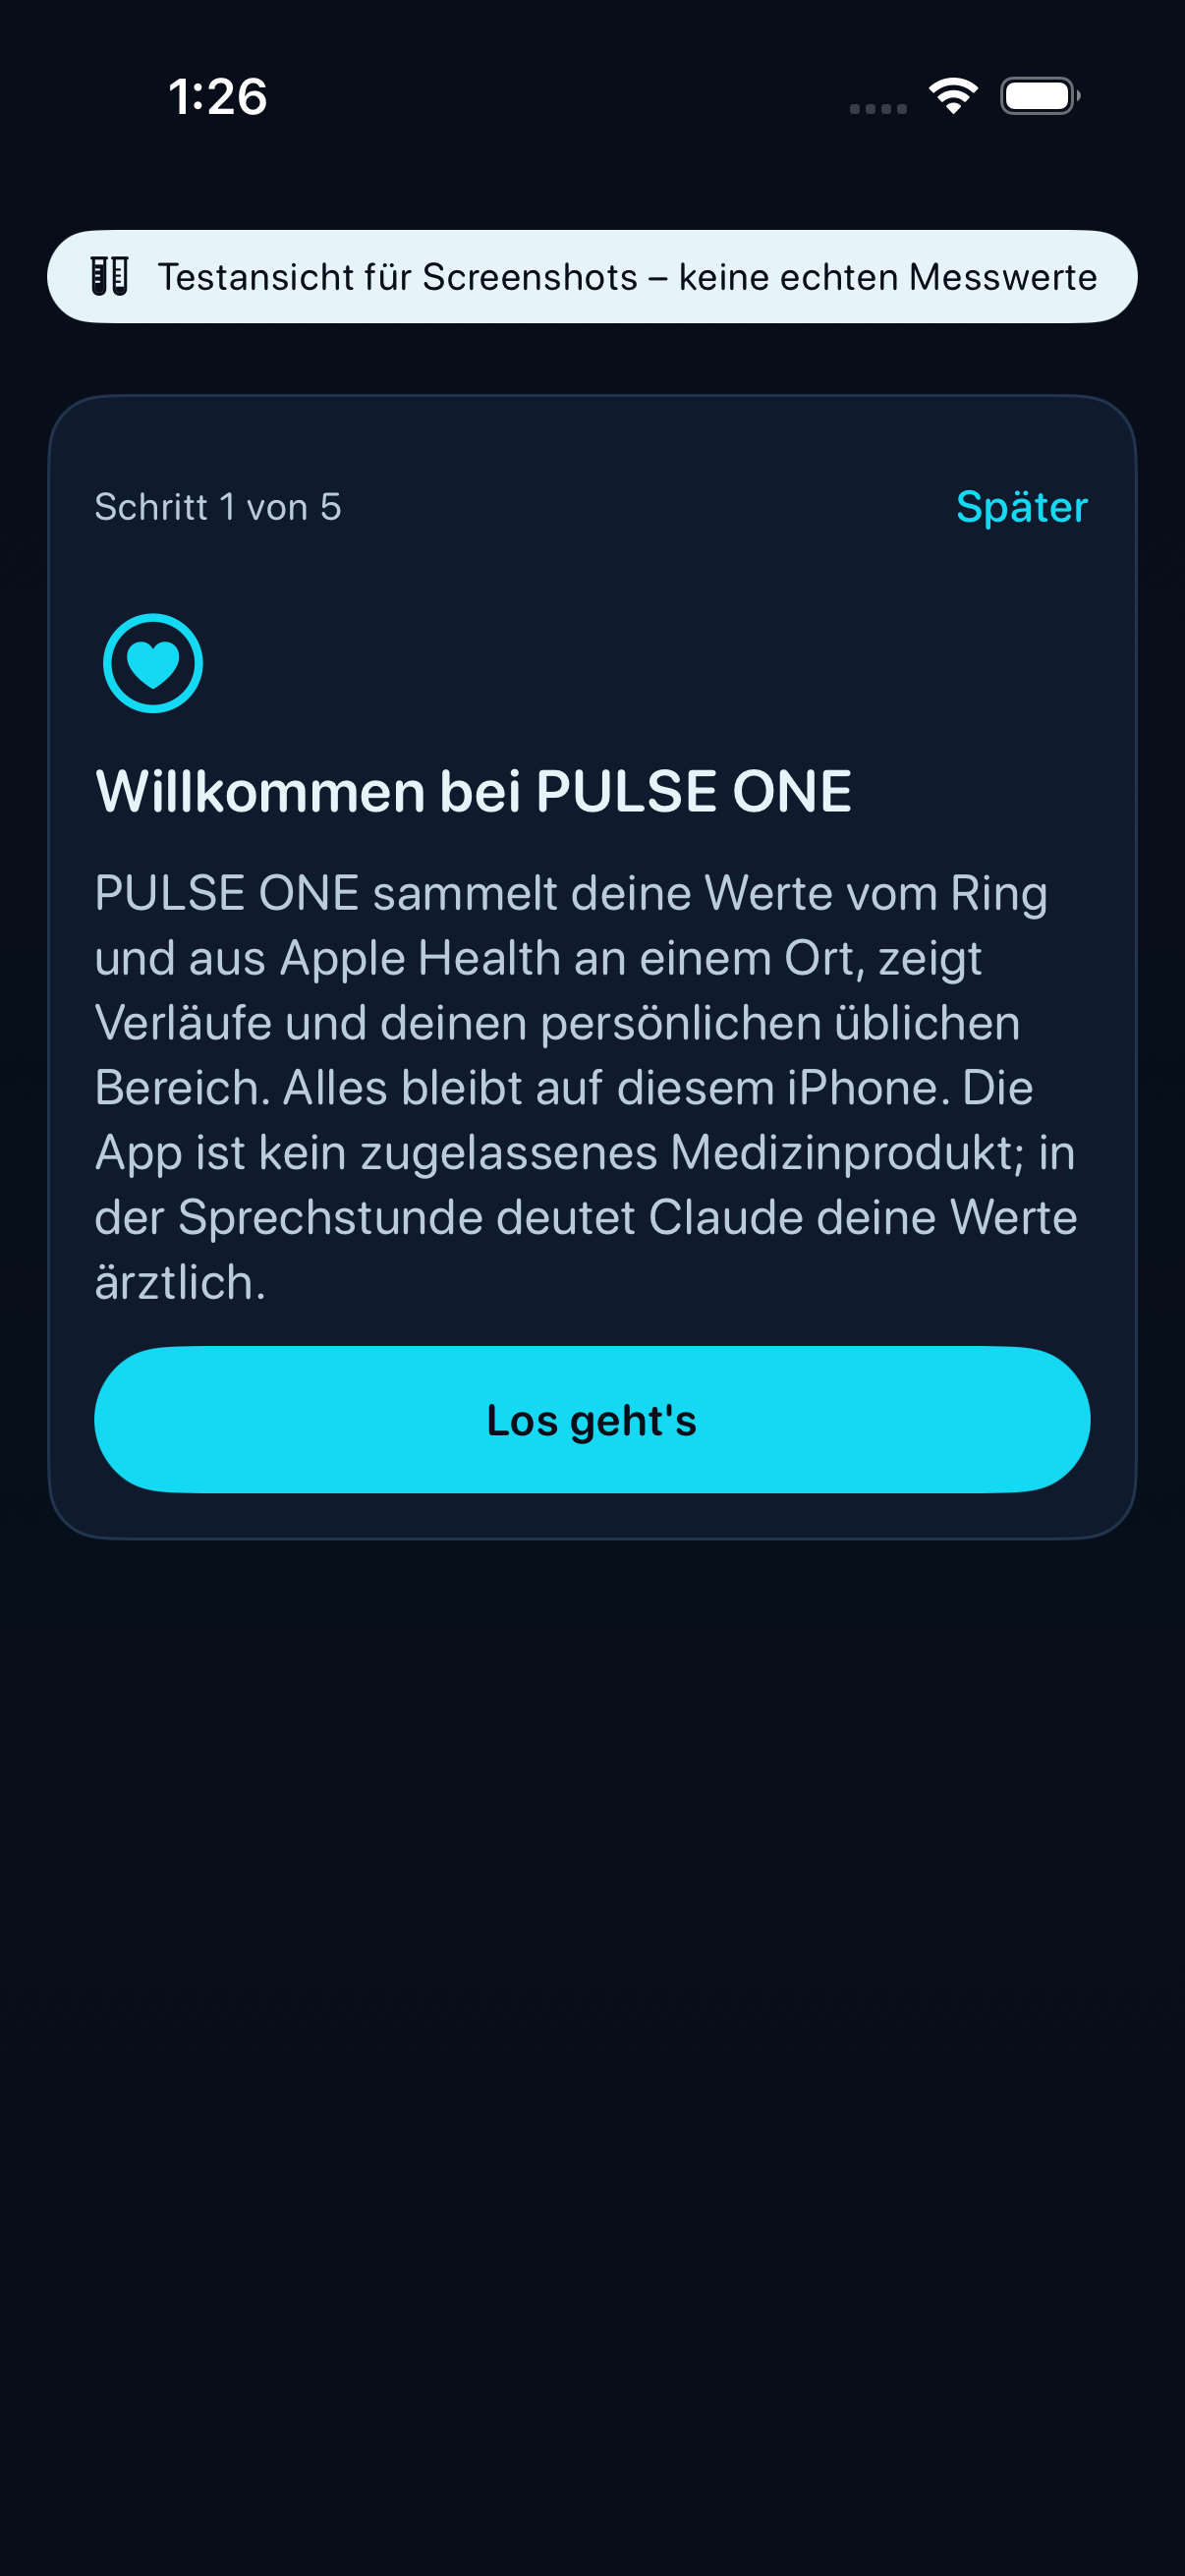 1:26
Testansicht für Screenshots – keine echten Messwerte
Schritt 1 von 5
Später
Willkommen bei PULSE ONE
PULSE ONE sammelt deine Werte vom Ring
und aus Apple Health an einem Ort, zeigt
Verläufe und deinen persönlichen üblichen
Bereich. Alles bleibt auf diesem iPhone. Die
App ist kein zugelassenes Medizinprodukt; in
der Sprechstunde deutet Claude deine Werte
ärztlich.
Los geht's